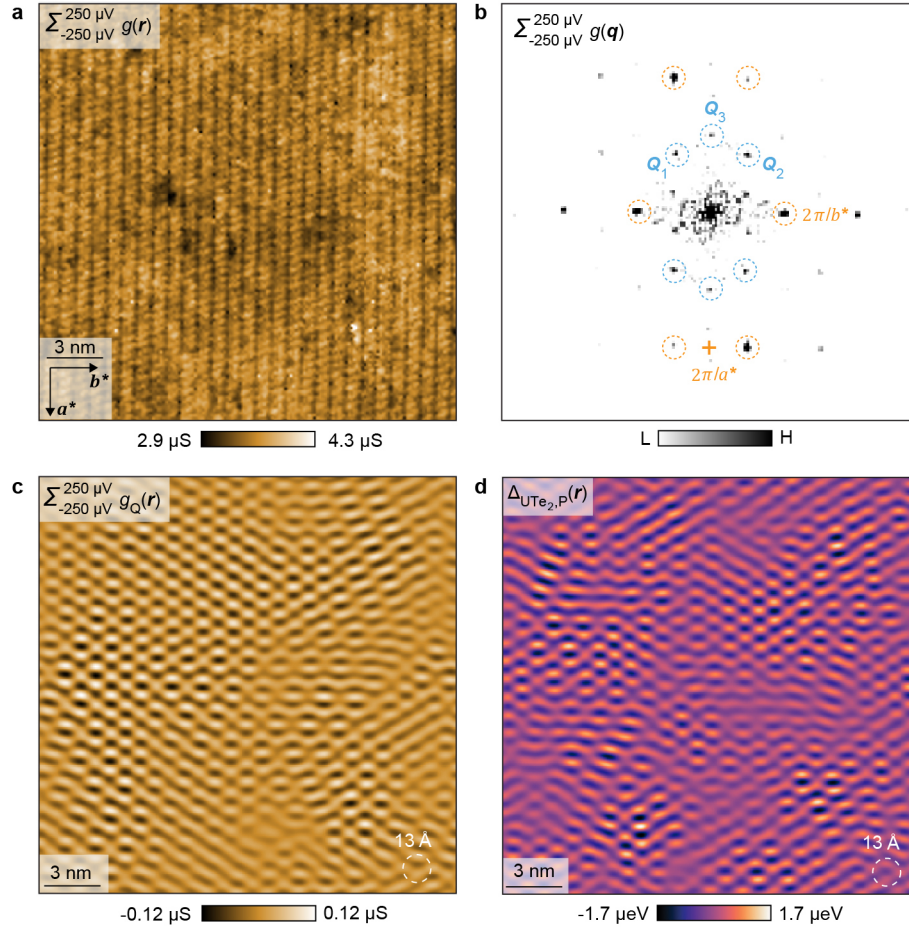 a
Σ 250 µV -250 µV g(r)
3 nm
b*
a*
2.9 µS 4.3 µS
b
Σ 250 µV -250 µV g(q)
Q3
Q1 Q2
2π/b*
2π/a*
L H
c
Σ 250 µV -250 µV gQ(r)
13 Å
3 nm
-0.12 µS 0.12 µS
d
ΔUTe2,P(r)
13 Å
3 nm
-1.7 µeV 1.7 µeV